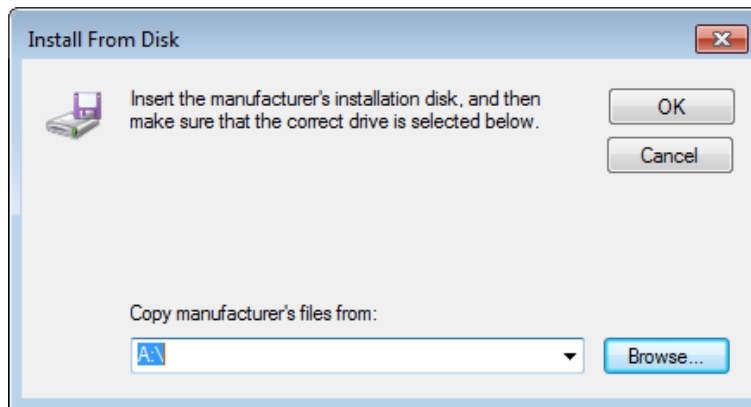 Install From Disk
Insert the manufacturer's installation disk, and then
make sure that the correct drive is selected below.
OK
Cancel
Copy manufacturer's files from:
A:\
Browse...